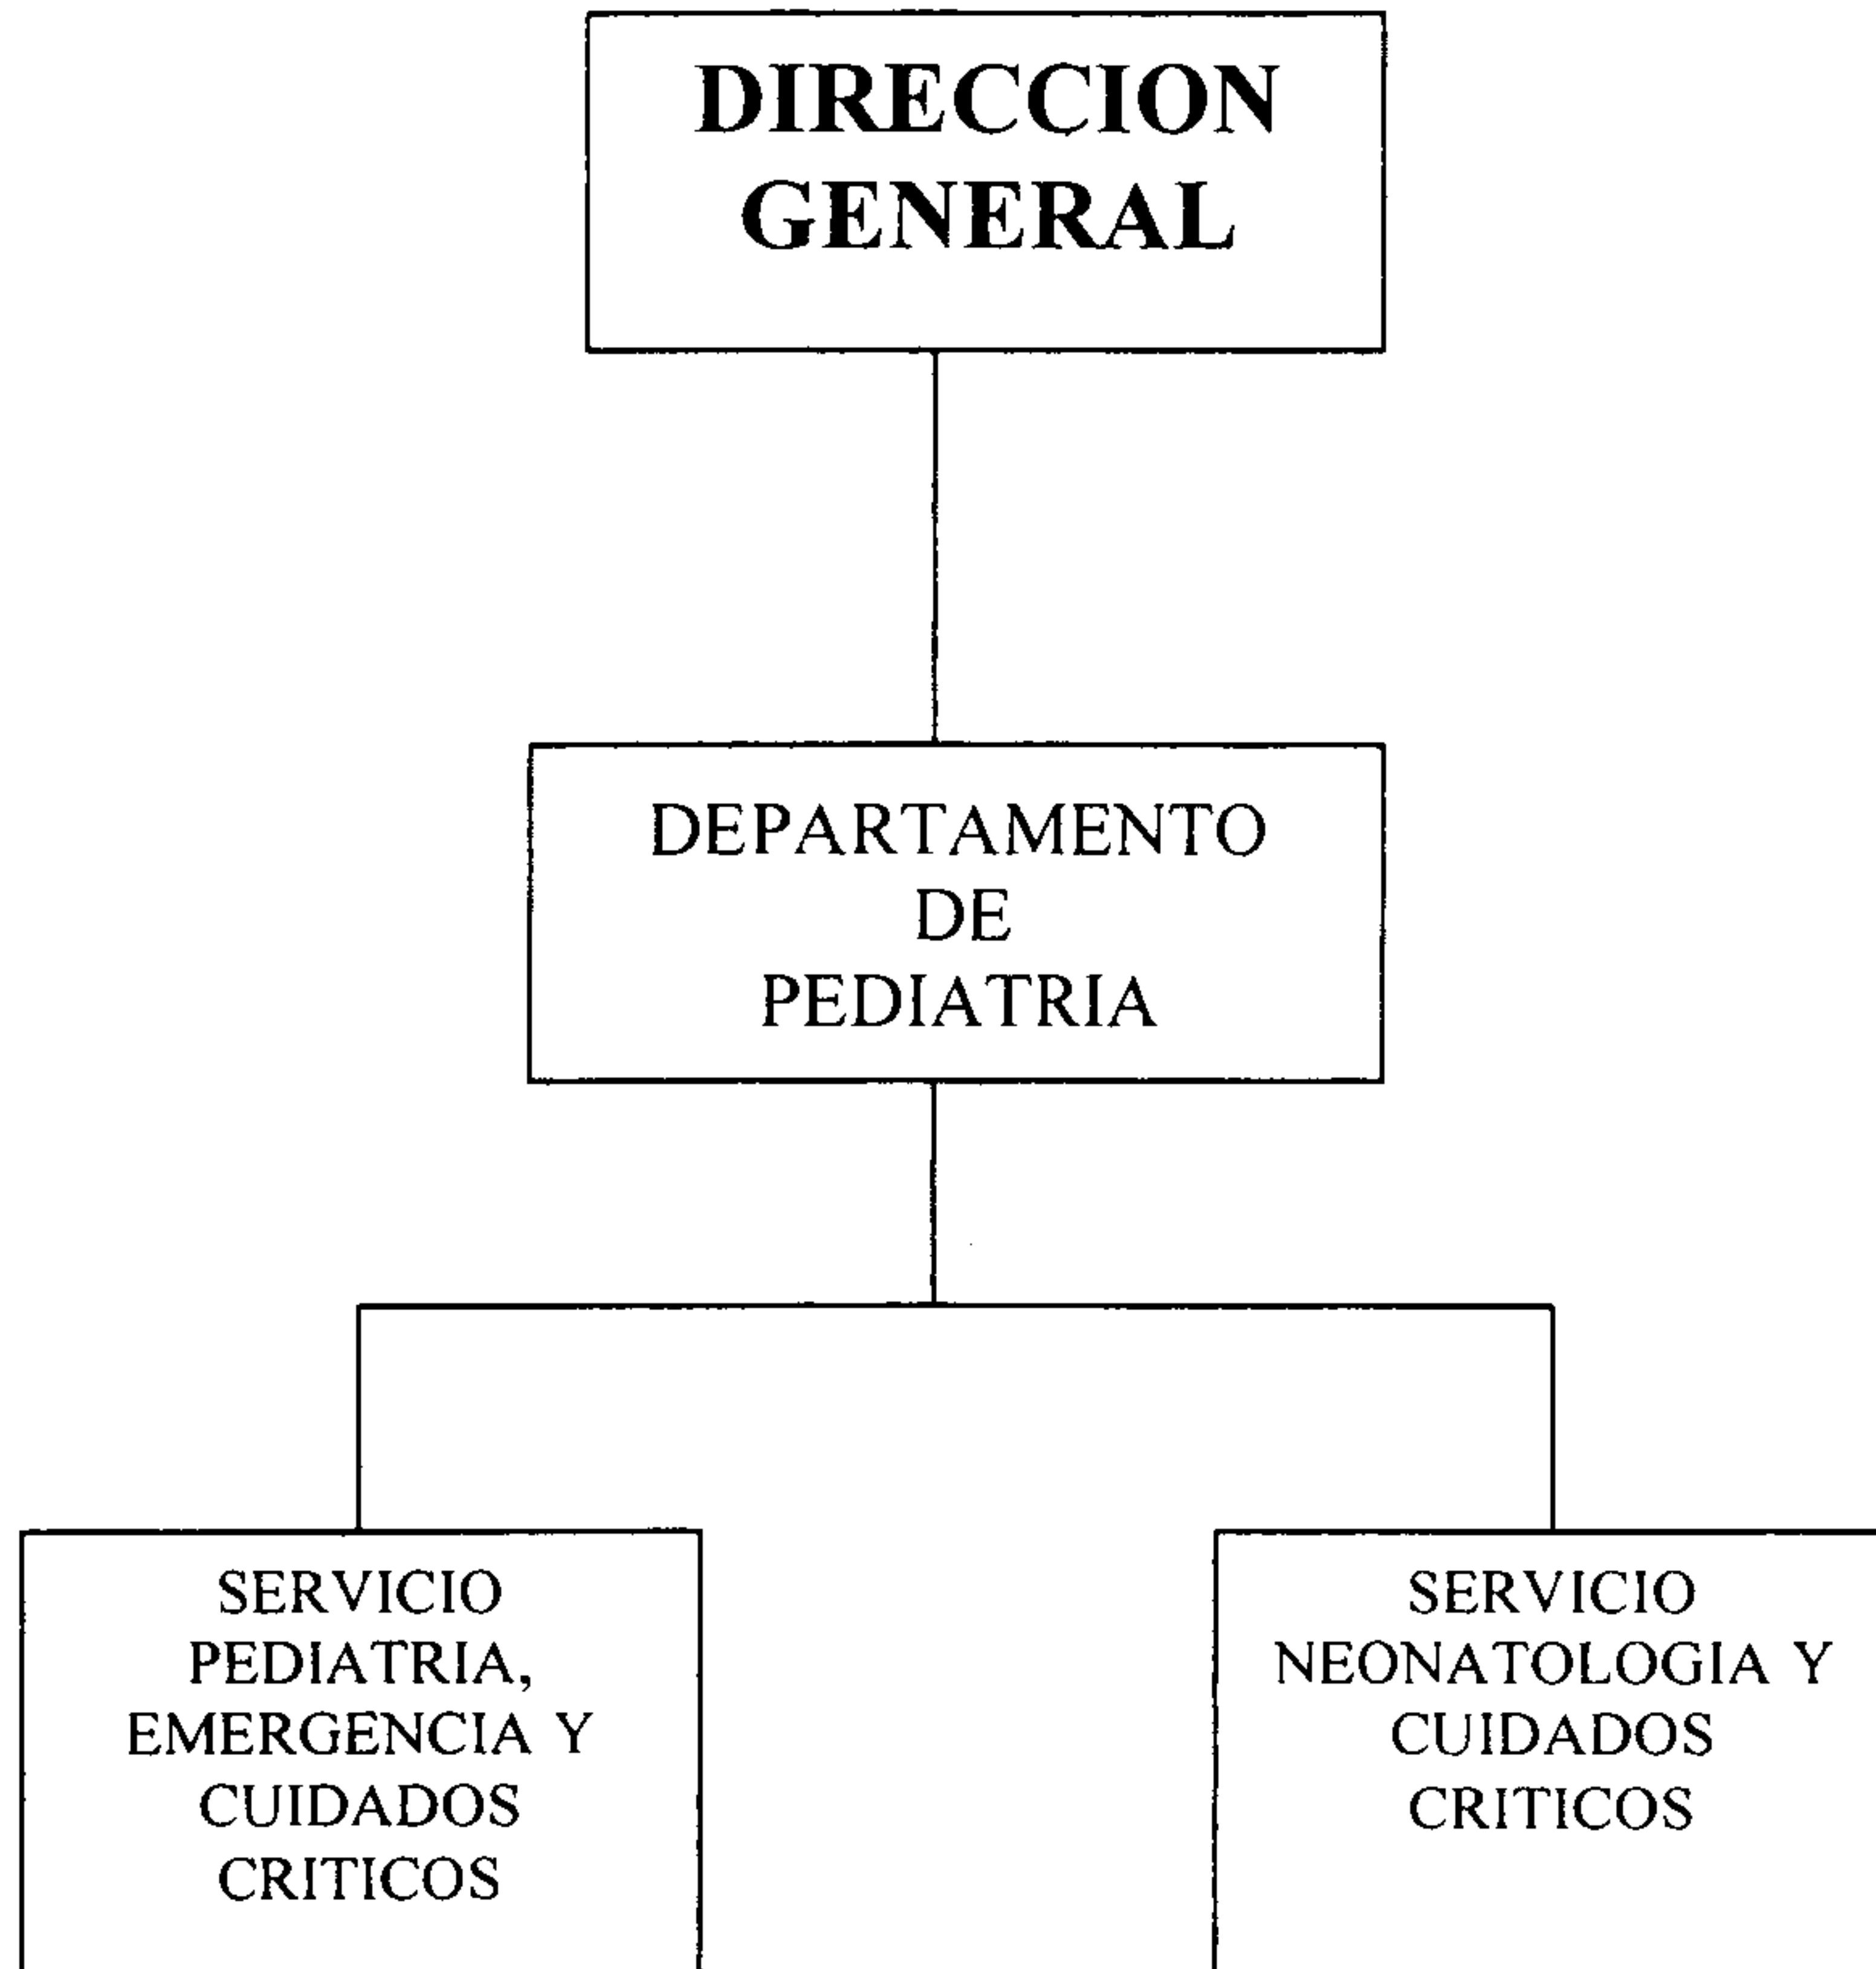 DIRECCION
GENERAL
DEPARTAMENTO
DE
PEDIATRIA
SERVICIO
PEDIATRIA,
EMERGENCIA Y
CUIDADOS
CRITICOS
SERVICIO
NEONATOLOGIA Y
CUIDADOS
CRITICOS